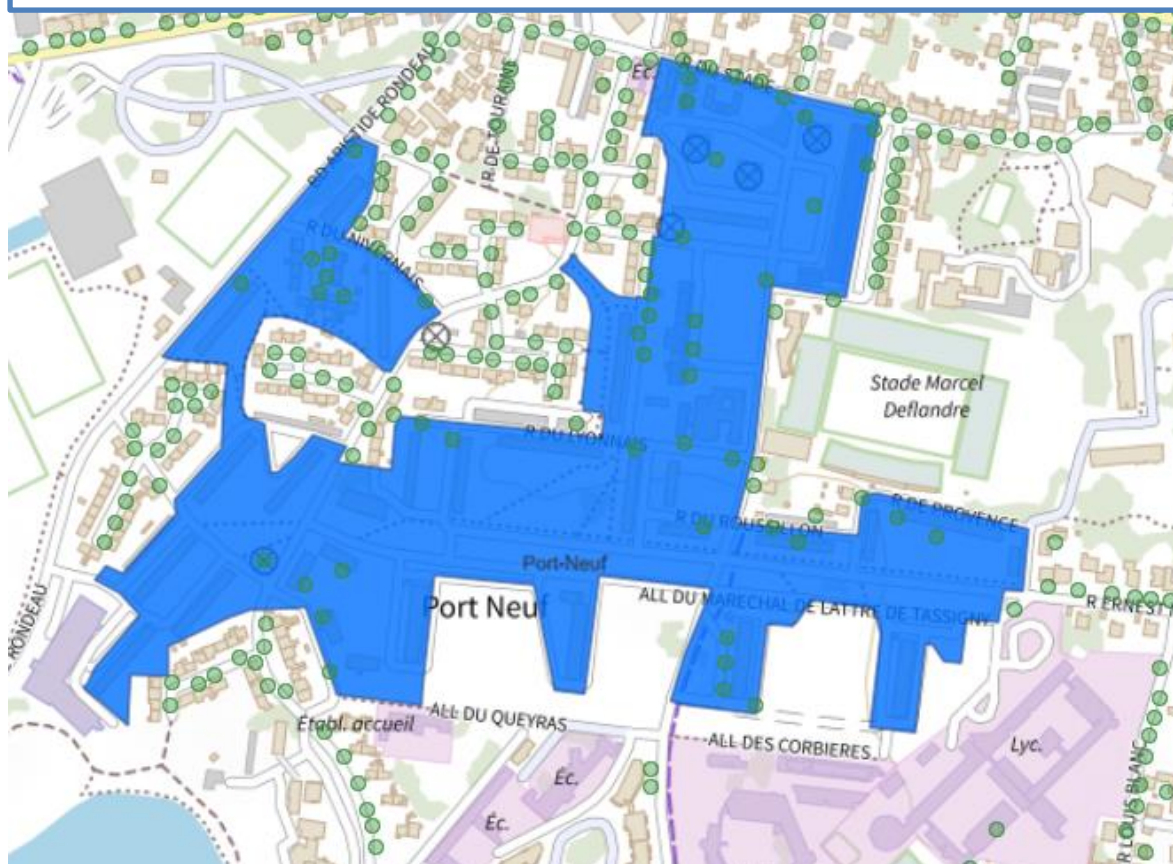 Éc.
R DU STADE
BD ARISTIDE RONDEAU
R DE TOURAINE
R DU NIVERNAIS
Stade Marcel
Deflandre
R DU LYONNAIS
R DE PROVENCE
R DU ROUSSILLON
Port-Neuf
Port Neuf
ALL DU MARECHAL DE LATTRE DE TASSIGNY
R ERNEST
RONDEAU
Établ. accueil
ALL DU QUEYRAS
ALL DES CORBIERES
Lyc.
Éc.
Éc.
R LOUIS BLANC